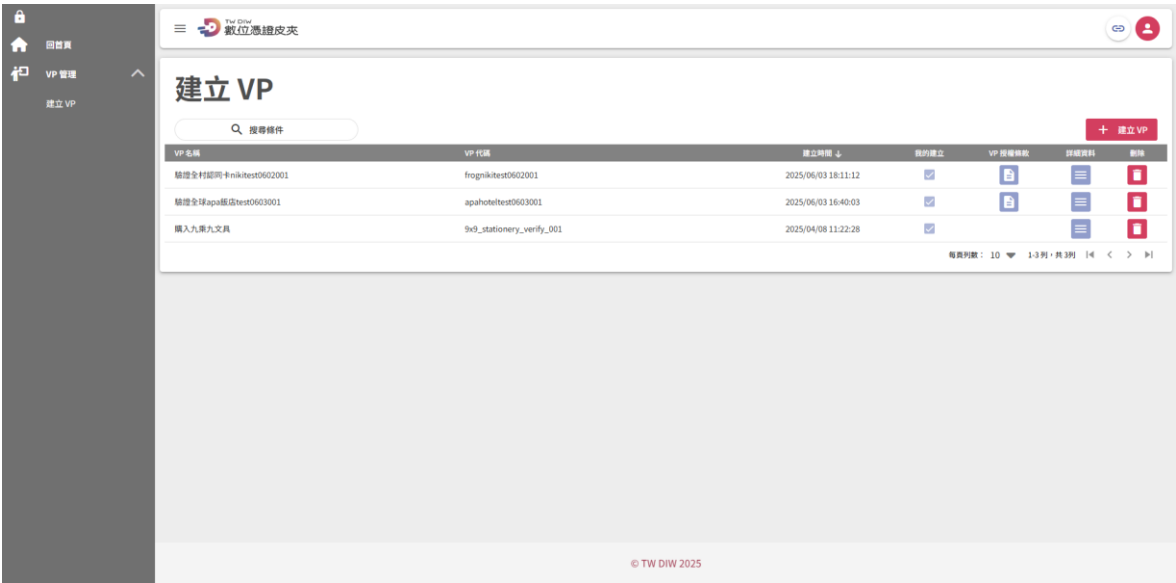 回首頁
VP 管理
建立 VP
TW DIW
數位憑證皮夾
建立 VP
搜尋條件
建立 VP
VP 名稱 VP 代碼 建立時間 我的建立 VP 授權條款 詳細資料 刪除
驗證全村認同卡nikitest0602001 frognikitest0602001 2025/06/03 18:11:12
驗證全球apa飯店test0603001 apahoteltest0603001 2025/06/03 16:40:03
購入九乘九文具 9x9_stationery_verify_001 2025/04/08 11:22:28
每頁列數： 10 1-3 列，共 3列
© TW DIW 2025